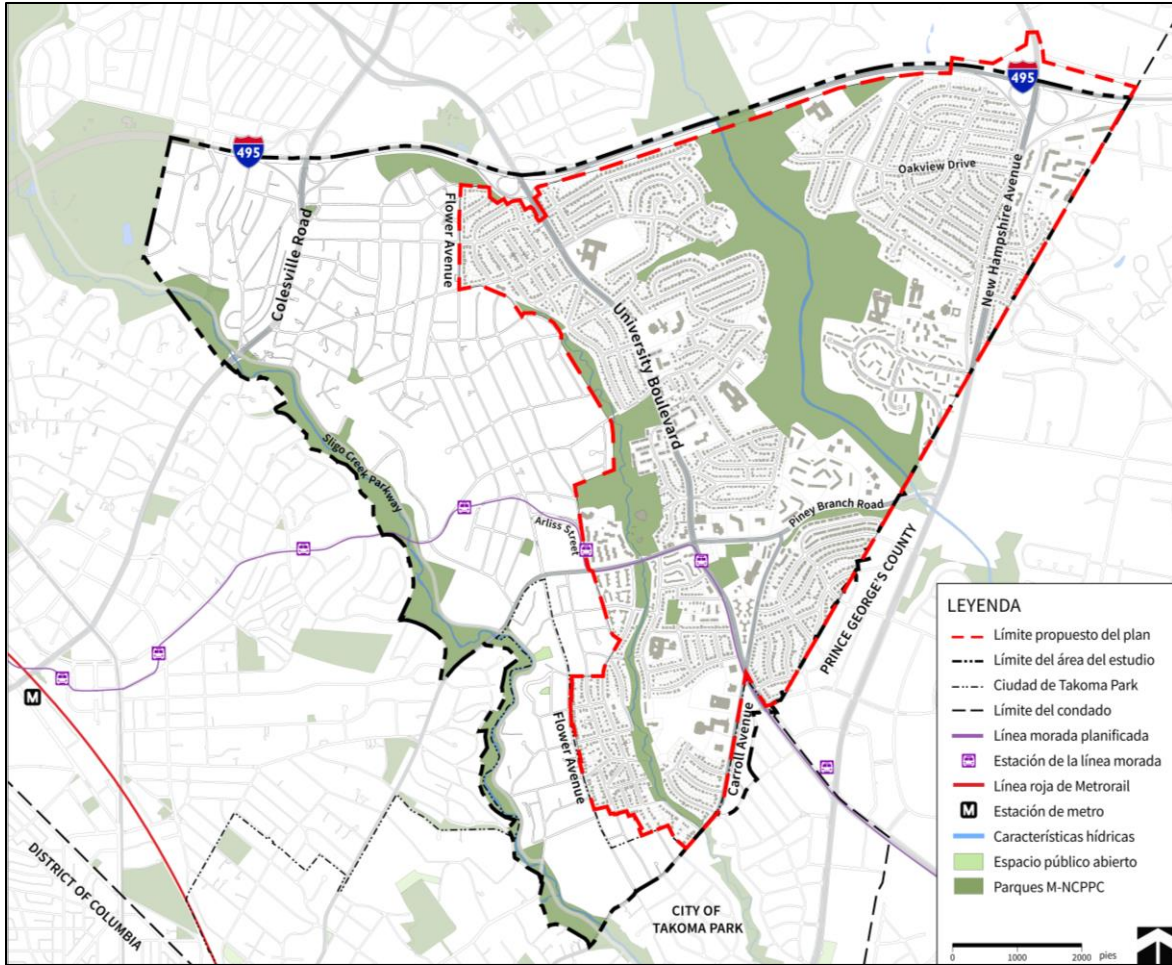 495
Oakview Drive
495
Flower Avenue
Colesville Road
New Hampshire Avenue
University Boulevard
Sligo Creek Parkway
Piney Branch Road
Arliss Street
PRINCE GEORGE'S COUNTY
Flower Avenue
Carroll Avenue
M
DISTRICT OF COLUMBIA
CITY OF
TAKOMA PARK
LEYENDA
Límite propuesto del plan
Límite del área del estudio
Ciudad de Takoma Park
Límite del condado
Línea morada planificada
Estación de la línea morada
Línea roja de Metrorail
M Estación de metro
Características hídricas
Espacio público abierto
Parques M-NCPPC
0 1000 2000 pies